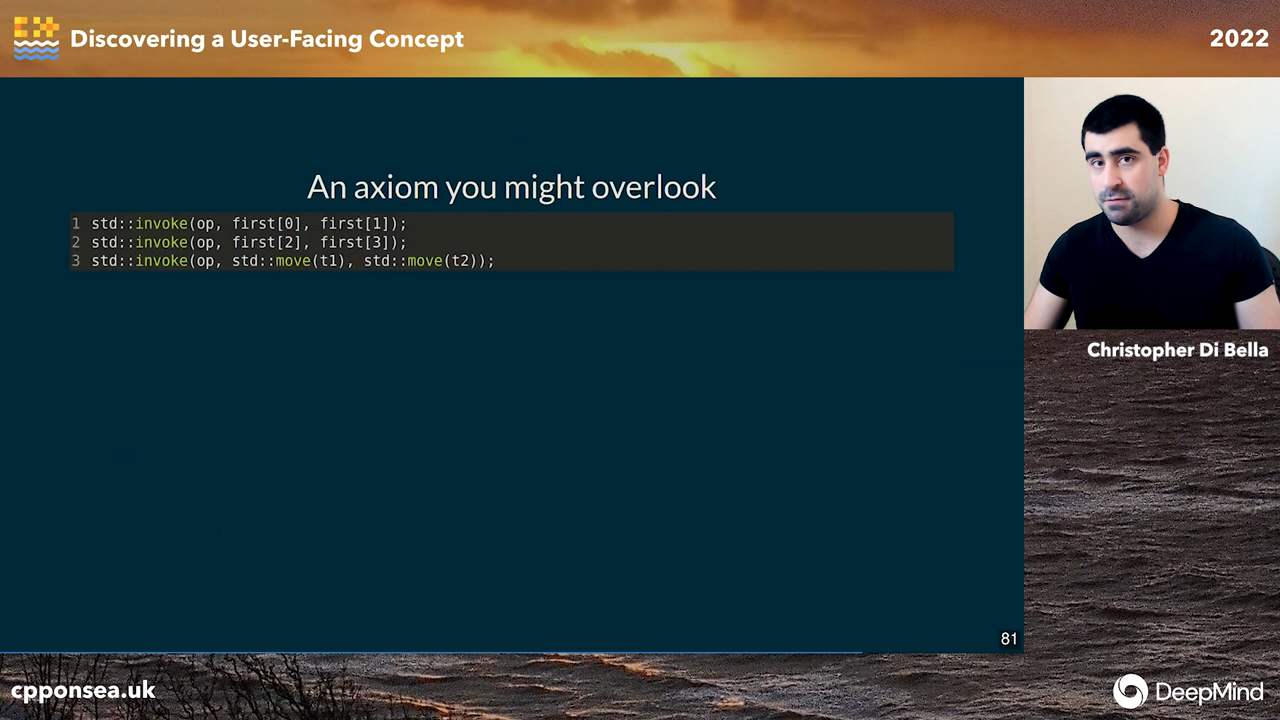 Discovering a User-Facing Concept
2022
An axiom you might overlook
1 std::invoke(op, first[0], first[1]);
2 std::invoke(op, first[2], first[3]);
3 std::invoke(op, std::move(t1), std::move(t2));
Christopher Di Bella
81
cpponsea.uk
DeepMind